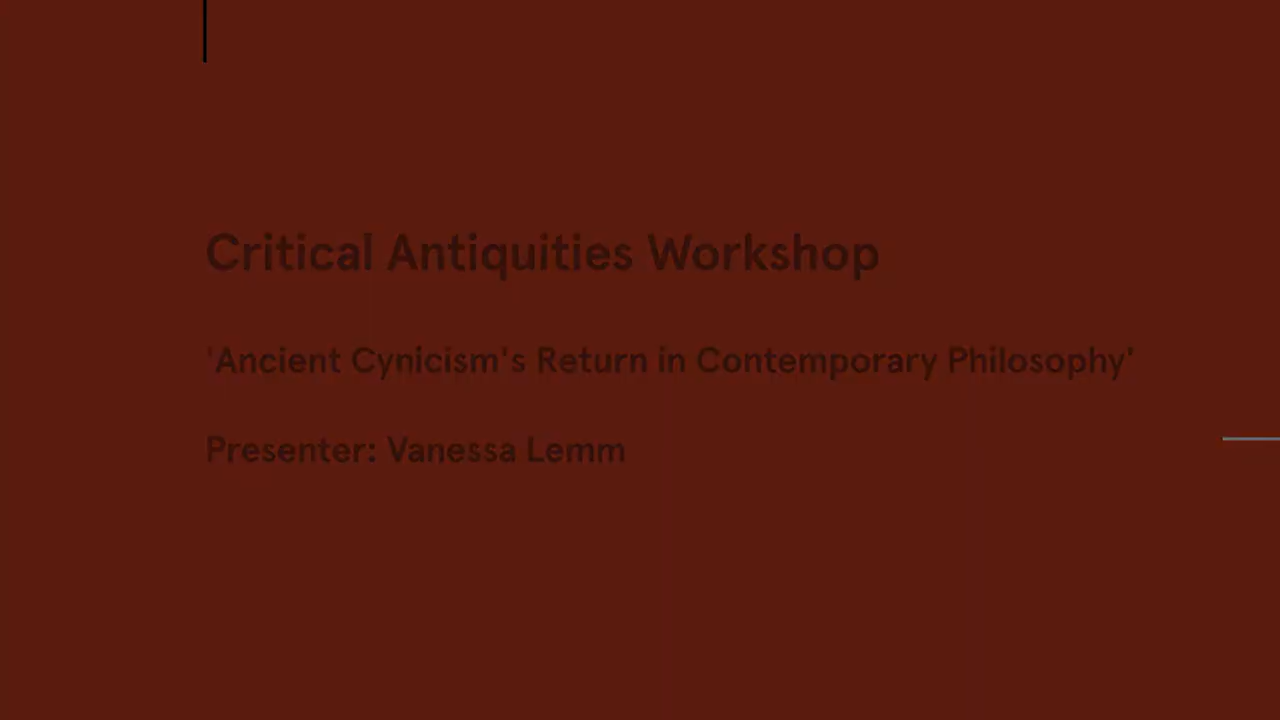 Critical Antiquities Workshop
'Ancient Cynicism's Return in Contemporary Philosophy'
Presenter: Vanessa Lemm